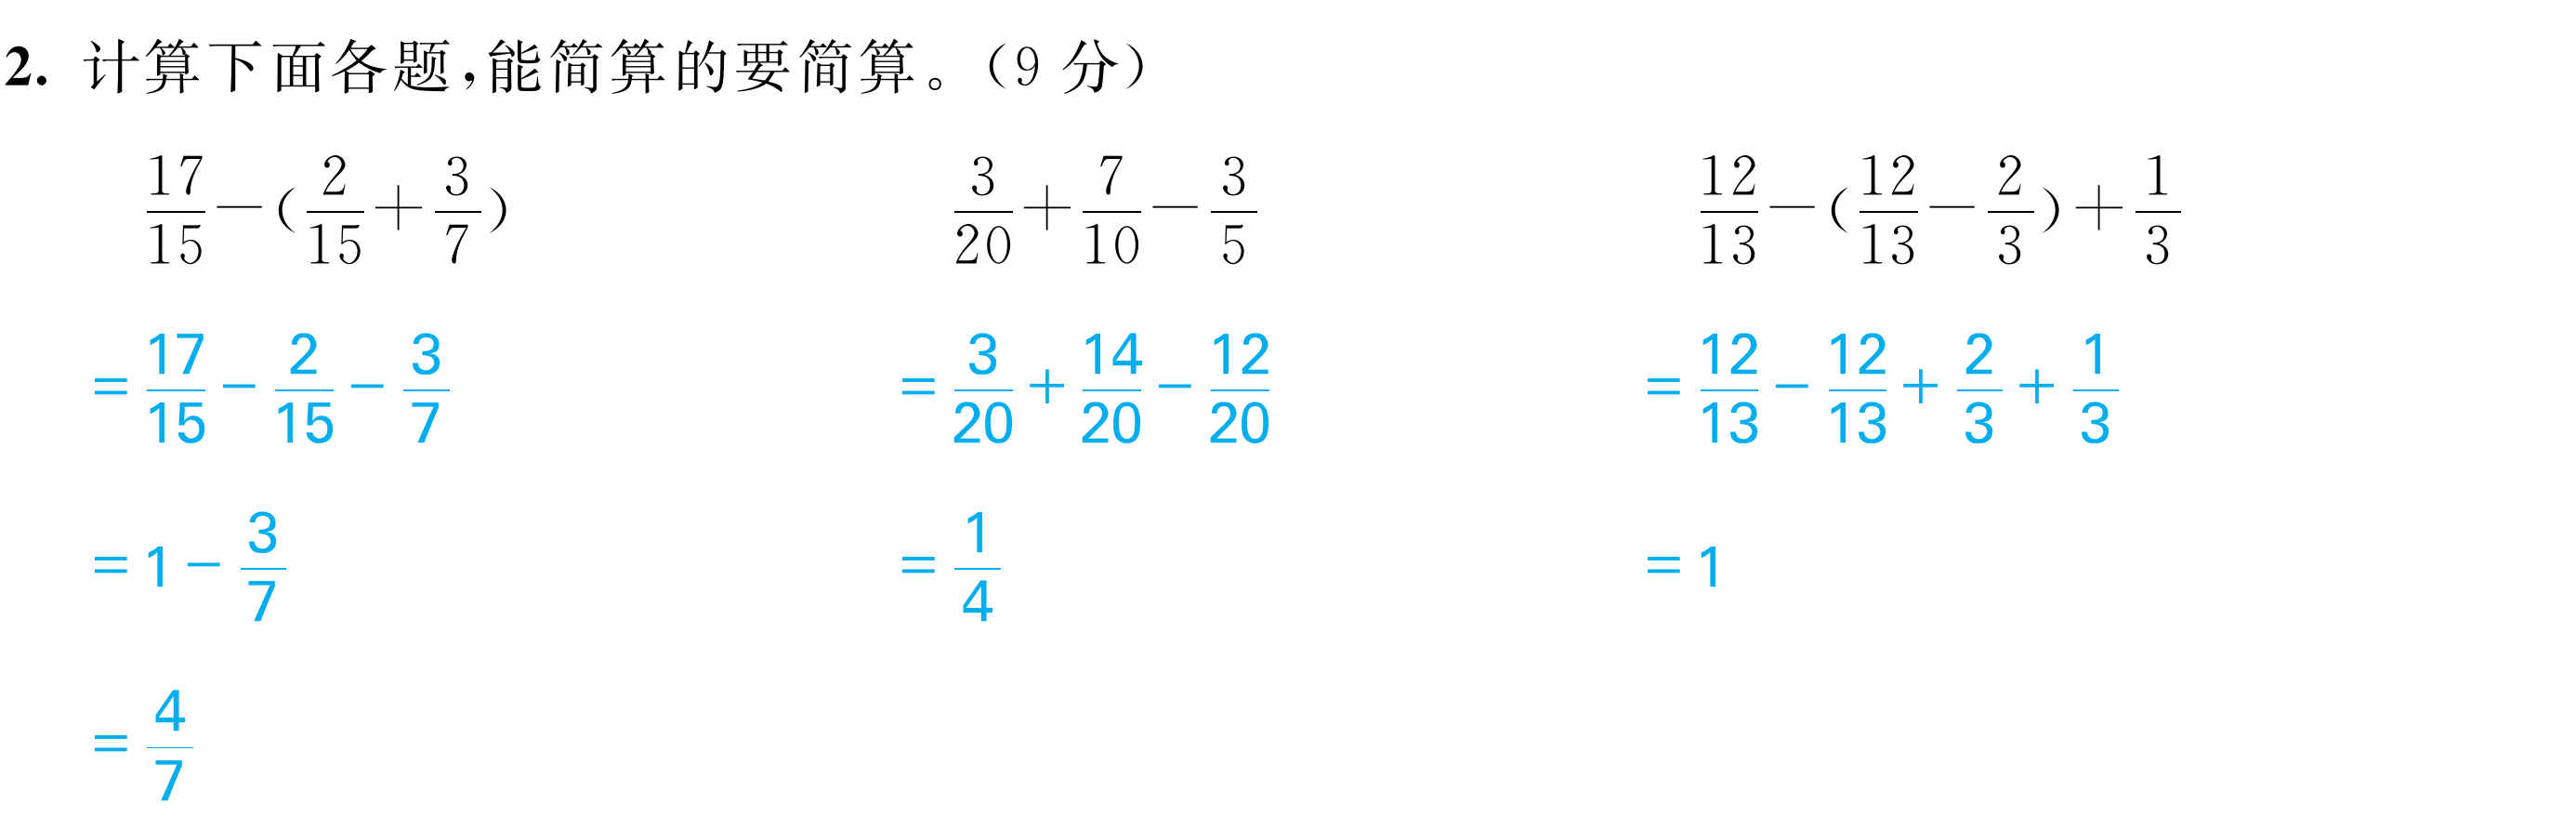 2. 计算下面各题,能简算的要简算。(9 分)
17/15-(2/15+3/7) 3/20+7/10-3/5 12/13-(12/13-2/3)+1/3
=17/15-2/15-3/7 =3/20+14/20-12/20 =12/13-12/13+2/3+1/3
=1-3/7 =1/4 =1
=4/7